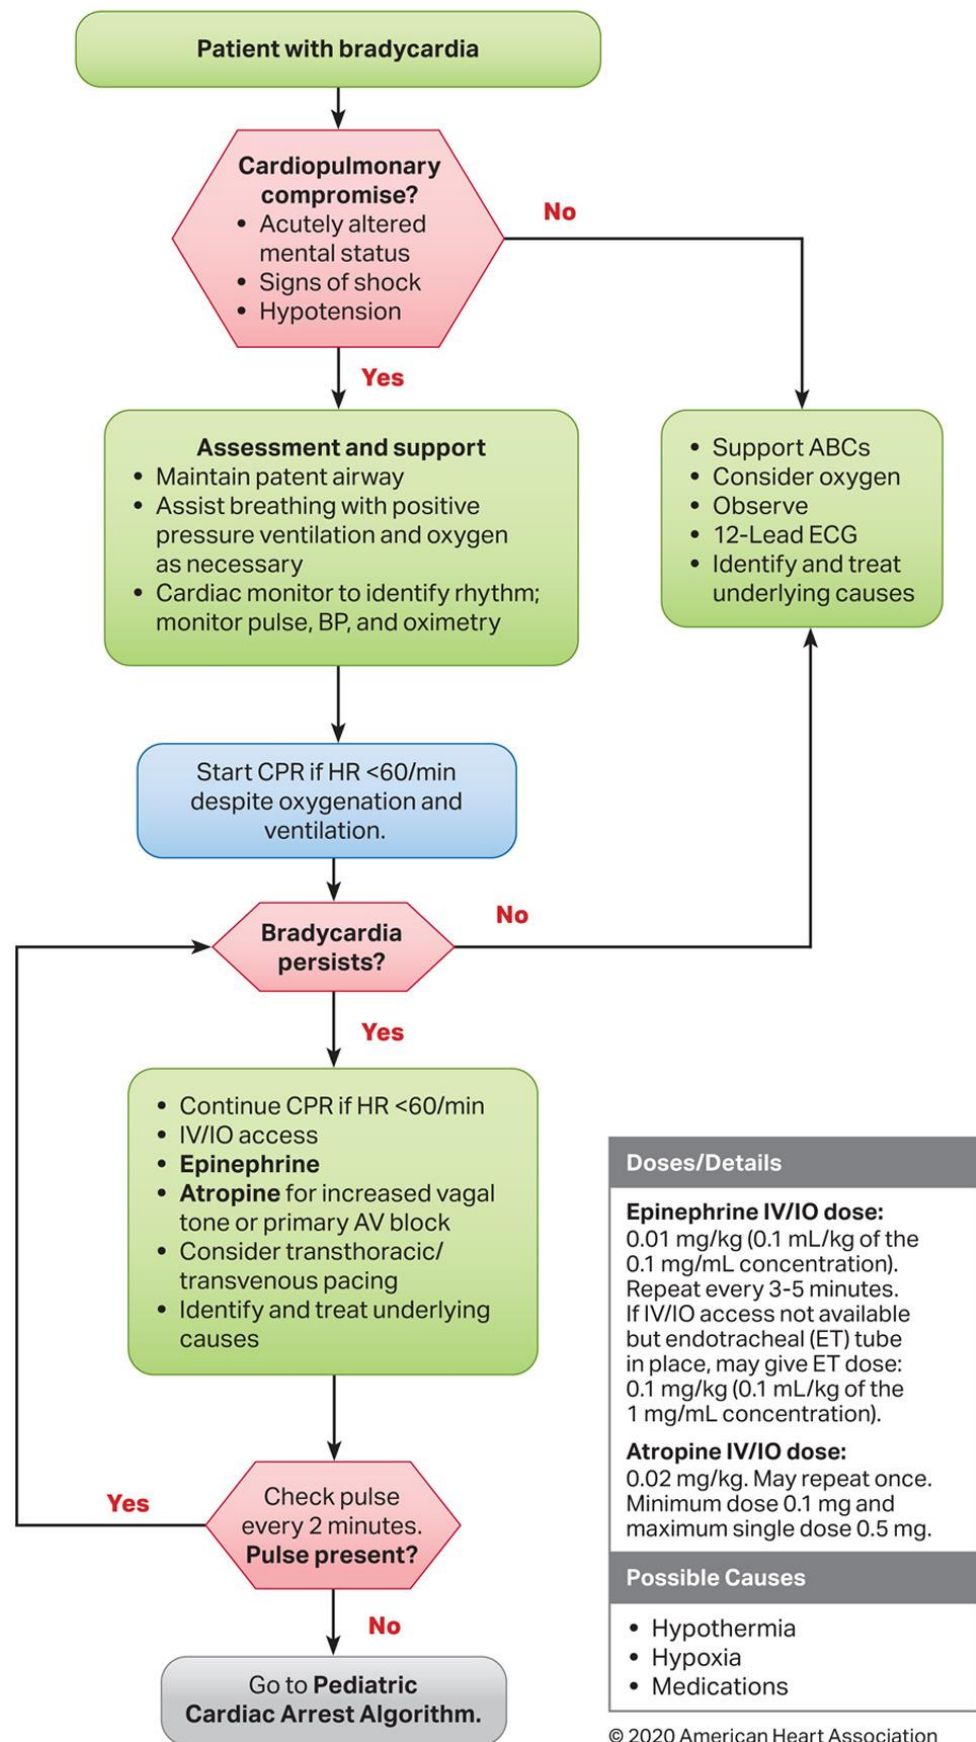 Patient with bradycardia
Cardiopulmonary
compromise?
• Acutely altered
mental status
• Signs of shock
• Hypotension
No
Yes
Assessment and support
• Maintain patent airway
• Assist breathing with positive
pressure ventilation and oxygen
as necessary
• Cardiac monitor to identify rhythm;
monitor pulse, BP, and oximetry
• Support ABCs
• Consider oxygen
• Observe
• 12-Lead ECG
• Identify and treat
underlying causes
Start CPR if HR <60/min
despite oxygenation and
ventilation.
Bradycardia
persists?
No
Yes
• Continue CPR if HR <60/min
• IV/IO access
• Epinephrine
• Atropine for increased vagal
tone or primary AV block
• Consider transthoracic/
transvenous pacing
• Identify and treat underlying
causes
Check pulse
every 2 minutes.
Pulse present?
Yes
No
Go to Pediatric
Cardiac Arrest Algorithm.
Doses/Details
Epinephrine IV/IO dose:
0.01 mg/kg (0.1 mL/kg of the
0.1 mg/mL concentration).
Repeat every 3-5 minutes.
If IV/IO access not available
but endotracheal (ET) tube
in place, may give ET dose:
0.1 mg/kg (0.1 mL/kg of the
1 mg/mL concentration).
Atropine IV/IO dose:
0.02 mg/kg. May repeat once.
Minimum dose 0.1 mg and
maximum single dose 0.5 mg.
Possible Causes
• Hypothermia
• Hypoxia
• Medications
© 2020 American Heart Association